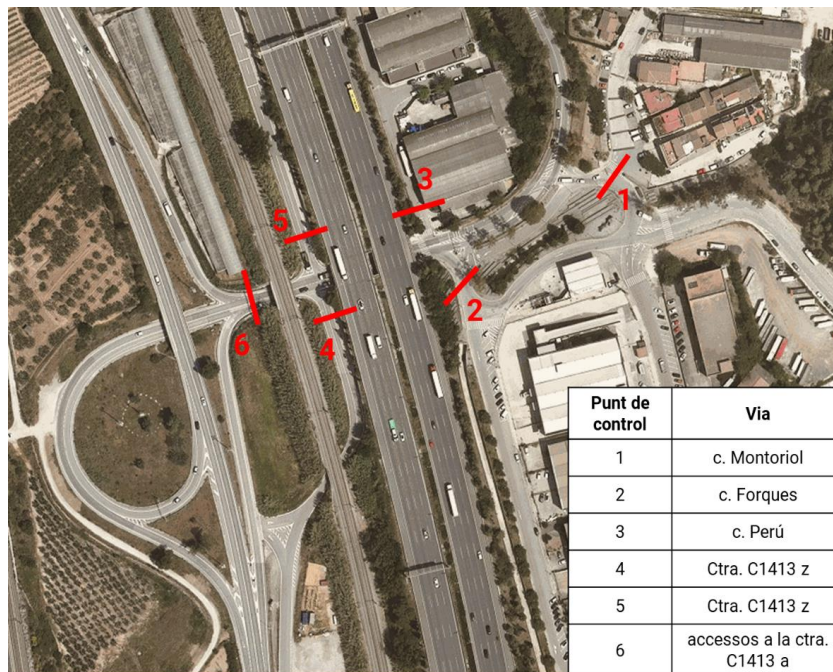 3
1
5
2
4
6
Punt de
control
Via
1
c. Montoriol
2
c. Forques
3
c. Perú
4
Ctra. C1413 z
5
Ctra. C1413 z
6
accessos a la ctra.
C1413 a